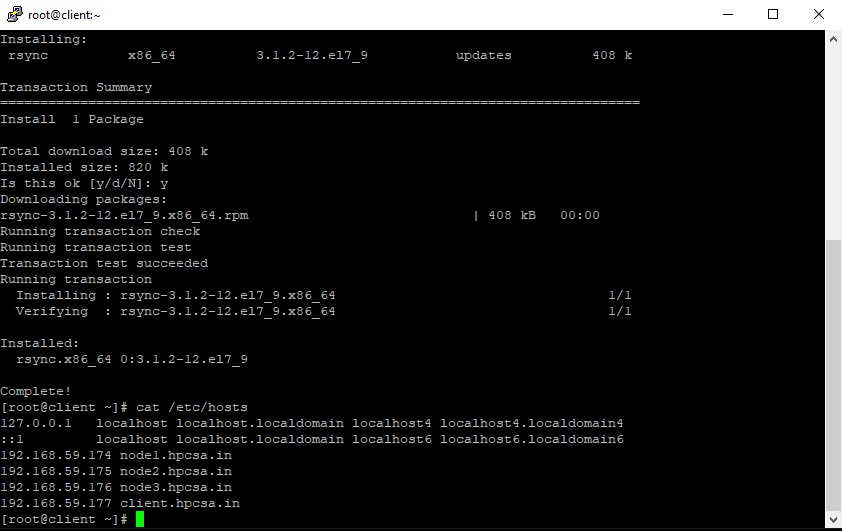 root@client:~
Installing:
 rsync          x86_64          3.1.2-12.el7_9           updates          408 k

Transaction Summary
================================================================================
Install  1 Package

Total download size: 408 k
Installed size: 820 k
Is this ok [y/d/N]: y
Downloading packages:
rsync-3.1.2-12.el7_9.x86_64.rpm                            | 408 kB   00:00
Running transaction check
Running transaction test
Transaction test succeeded
Running transaction
  Installing : rsync-3.1.2-12.el7_9.x86_64                                  1/1
  Verifying  : rsync-3.1.2-12.el7_9.x86_64                                  1/1

Installed:
  rsync.x86_64 0:3.1.2-12.el7_9

Complete!
[root@client ~]# cat /etc/hosts
127.0.0.1   localhost localhost.localdomain localhost4 localhost4.localdomain4
::1         localhost localhost.localdomain localhost6 localhost6.localdomain6
192.168.59.174 node1.hpcsa.in
192.168.59.175 node2.hpcsa.in
192.168.59.176 node3.hpcsa.in
192.168.59.177 client.hpcsa.in
[root@client ~]#